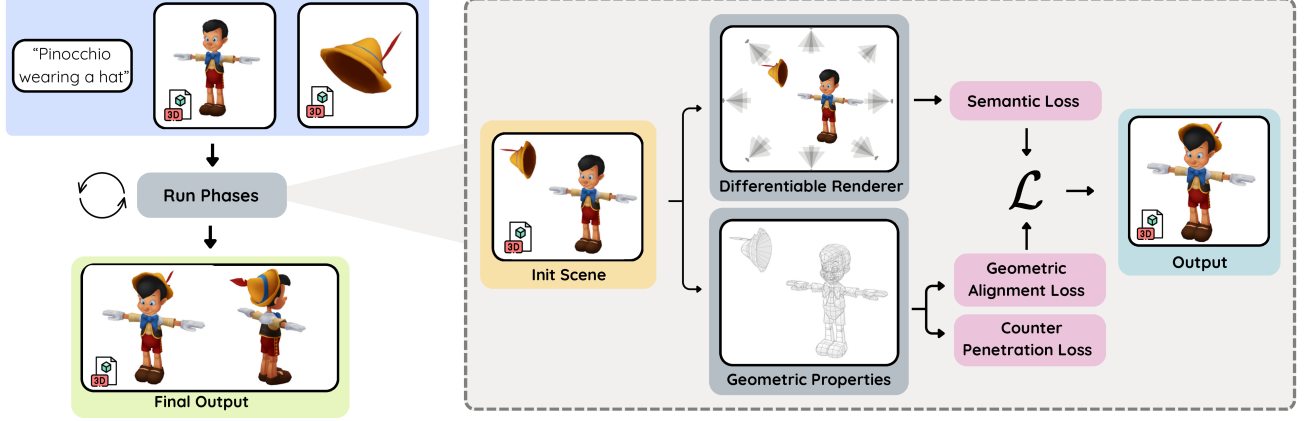 “Pinocchio
wearing a hat”
3D
3D
Run Phases
3D
Final Output
3D
Init Scene
Differentiable Renderer
Geometric Properties
Semantic Loss
ℒ
Geometric
Alignment Loss
Counter
Penetration Loss
3D
Output